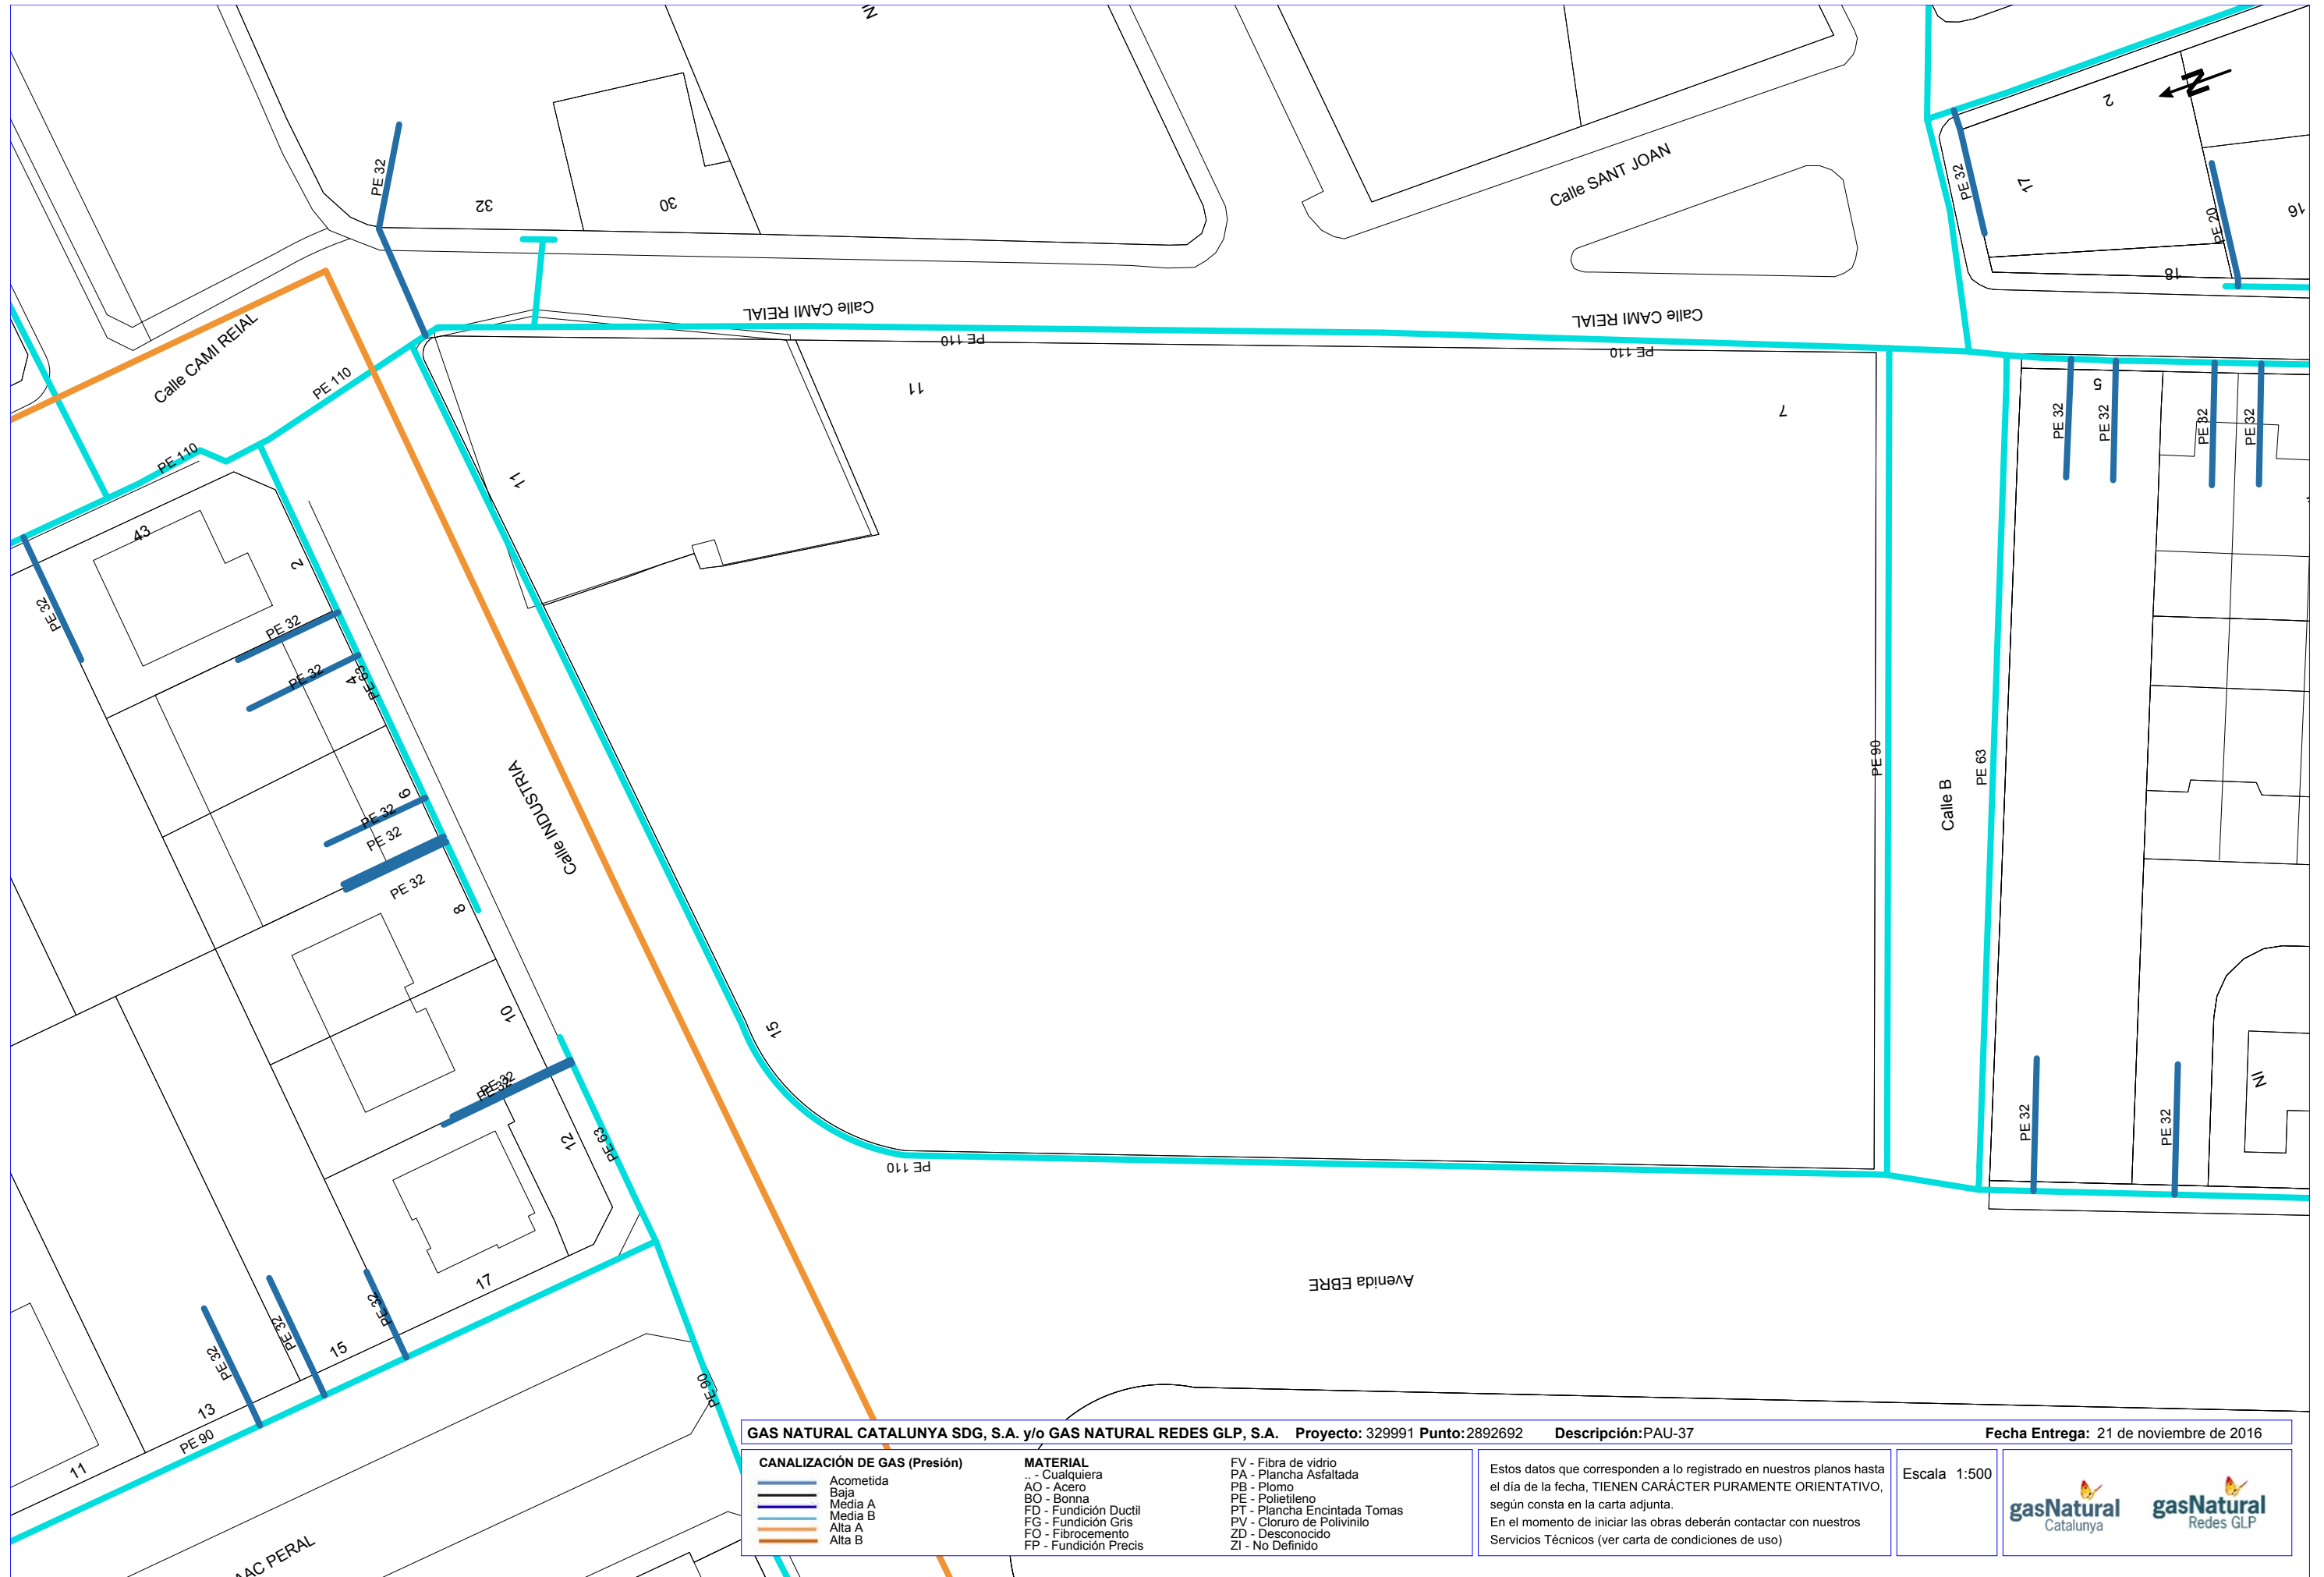 N
PE 32
32
30
Calle SANT JOAN
2
N
PE 32
17
PE 20
16
18
Calle CAMI REIAL
Calle CAMI REIAL
Calle CAMI REIAL
PE 110
PE 110
PE 110
PE 110
11
11
7
5
PE 32
PE 32
PE 32
PE 32
43
2
PE 32
PE 32
PE 32
4
PE 63
Calle INDUSTRIA
6
PE 32
PE 32
PE 32
8
PE 90
Calle B
PE 63
10
15
PE 32
PE 32
12
PE 63
PE 110
PE 32
PE 32
NI
17
Avenida EBRE
PE 32
PE 32
PE 32
15
13
PE 90
11
PE 90
AAC PERAL
GAS NATURAL CATALUNYA SDG, S.A. y/o GAS NATURAL REDES GLP, S.A. Proyecto: 329991 Punto:2892692 Descripción:PAU-37 Fecha Entrega: 21 de noviembre de 2016
CANALIZACIÓN DE GAS (Presión)
Acometida
Baja
Media A
Media B
Alta A
Alta B
MATERIAL
.. - Cualquiera
AO - Acero
BO - Bonna
FD - Fundición Ductil
FG - Fundición Gris
FO - Fibrocemento
FP - Fundición Precis
FV - Fibra de vidrio
PA - Plancha Asfaltada
PB - Plomo
PE - Polietileno
PT - Plancha Encintada Tomas
PV - Cloruro de Polivinilo
ZD - Desconocido
ZI - No Definido
Estos datos que corresponden a lo registrado en nuestros planos hasta
el día de la fecha, TIENEN CARÁCTER PURAMENTE ORIENTATIVO,
según consta en la carta adjunta.
En el momento de iniciar las obras deberán contactar con nuestros
Servicios Técnicos (ver carta de condiciones de uso)
Escala 1:500
gasNatural
Catalunya
gasNatural
Redes GLP